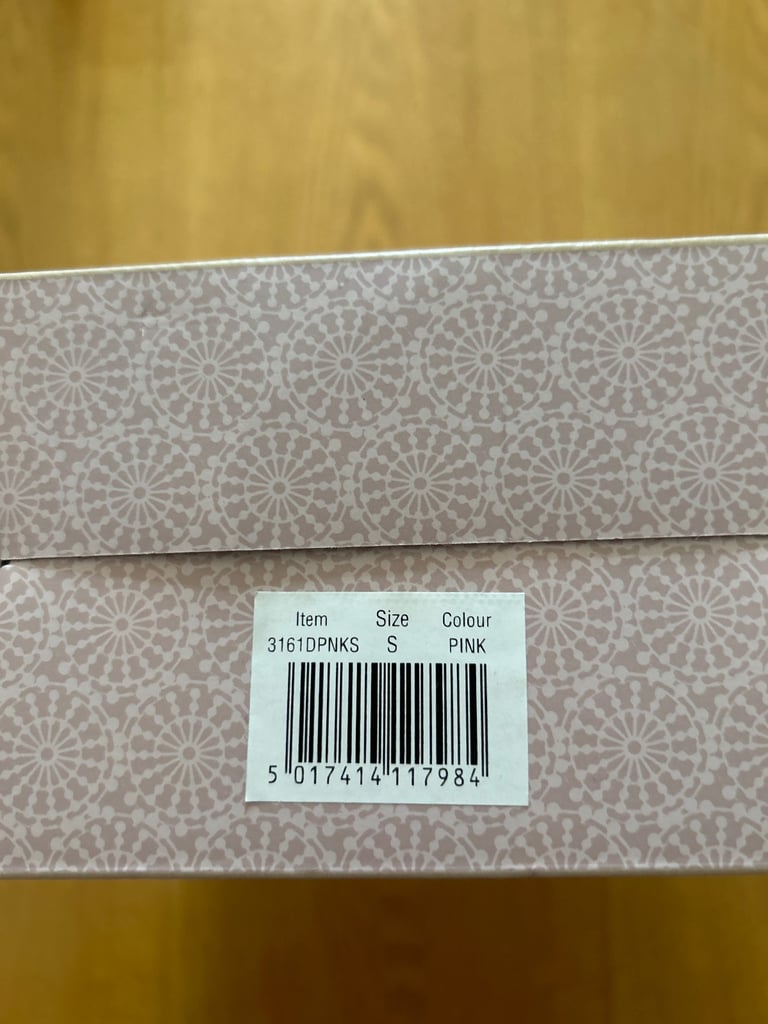 Item Size Colour
3161DPNKS S PINK
5 017414 117984